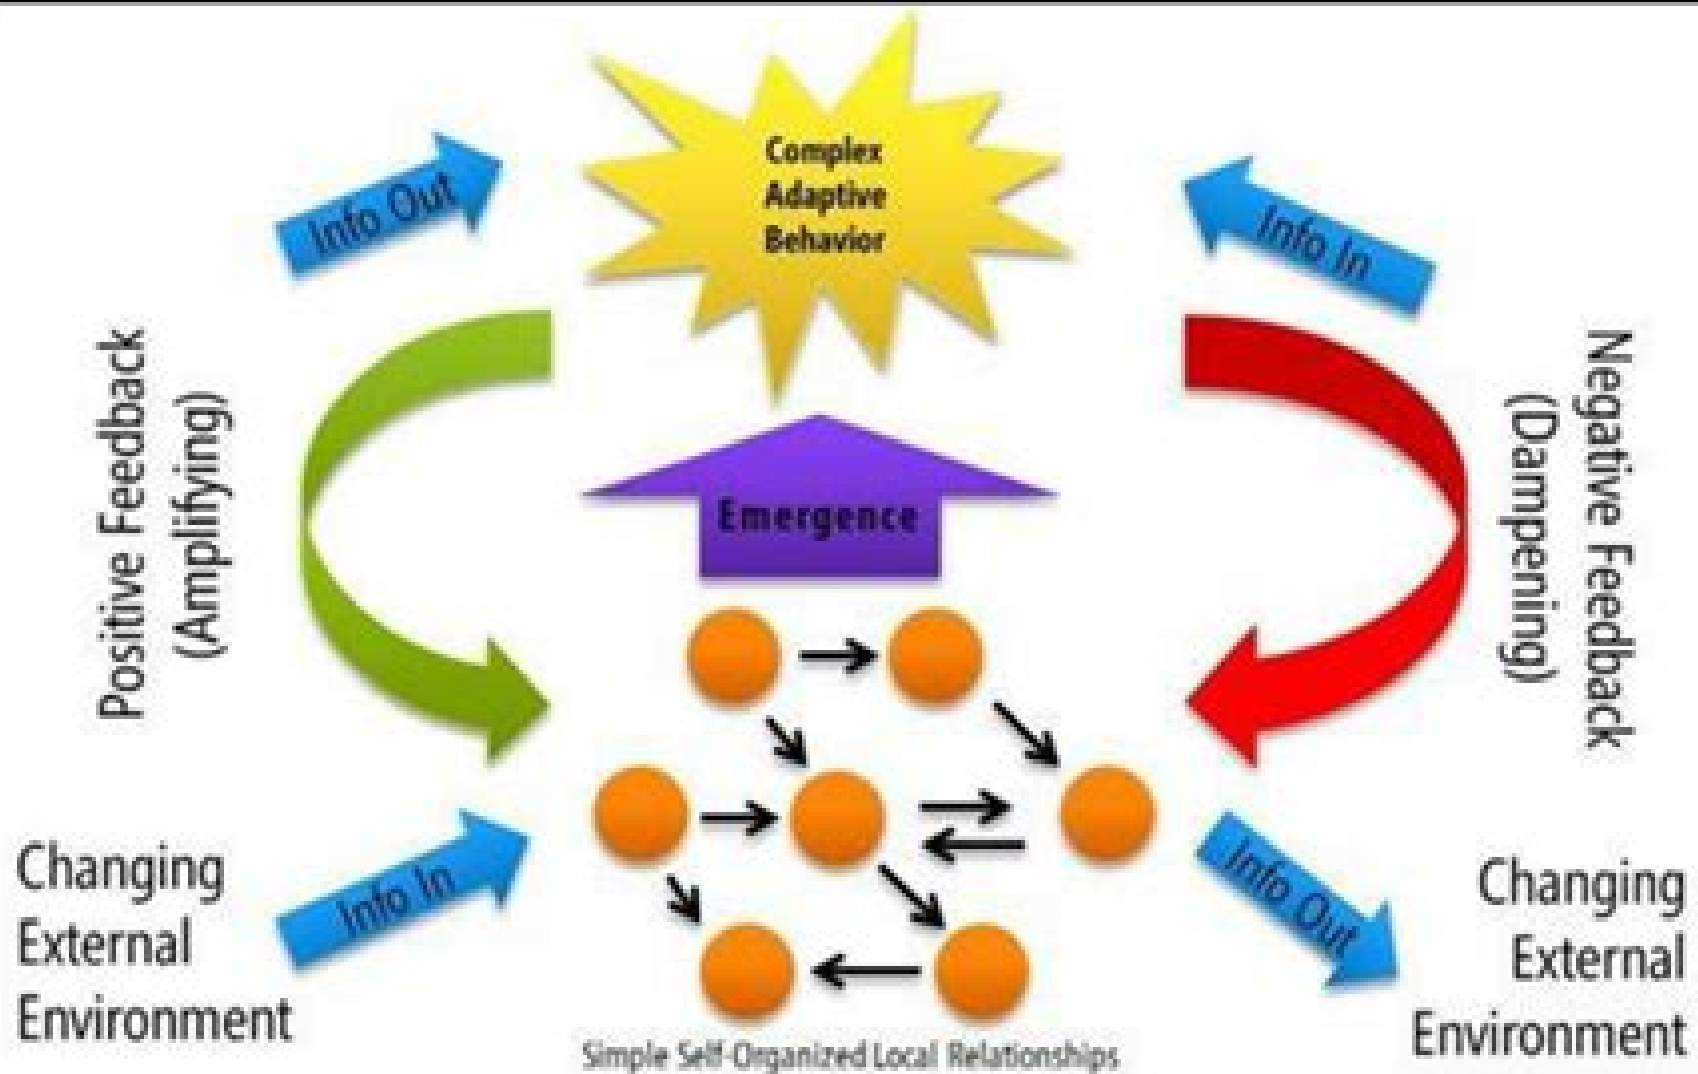 Complex
Adaptive
Behavior
Info Out
Info In
Positive Feedback
(Amplifying)
Negative Feedback
(Dampening)
Emergence
Changing
External
Environment
Info In
Info Out
Changing
External
Environment
Simple Self-Organized Local Relationships